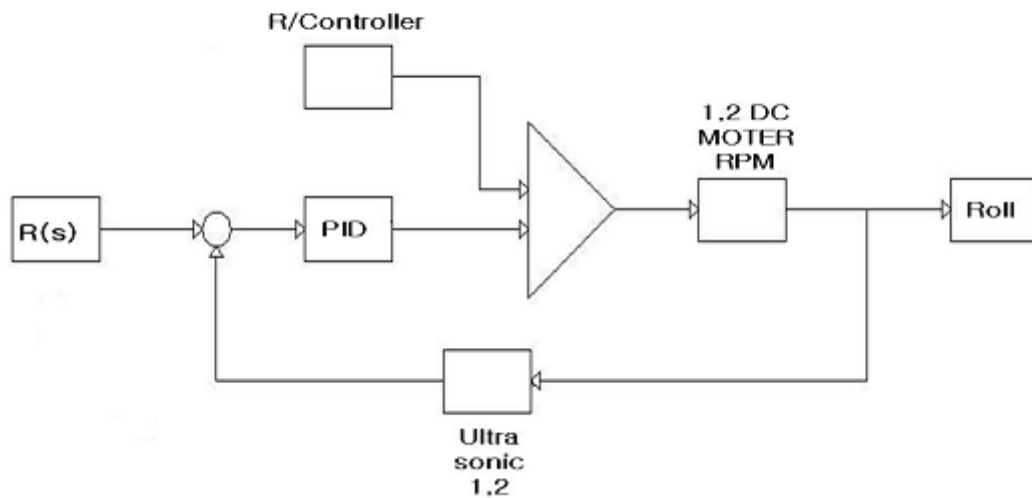 R/Controller
1,2 DC
MOTER
RPM
R(s)
PID
Roll
Ultra
sonic
1,2